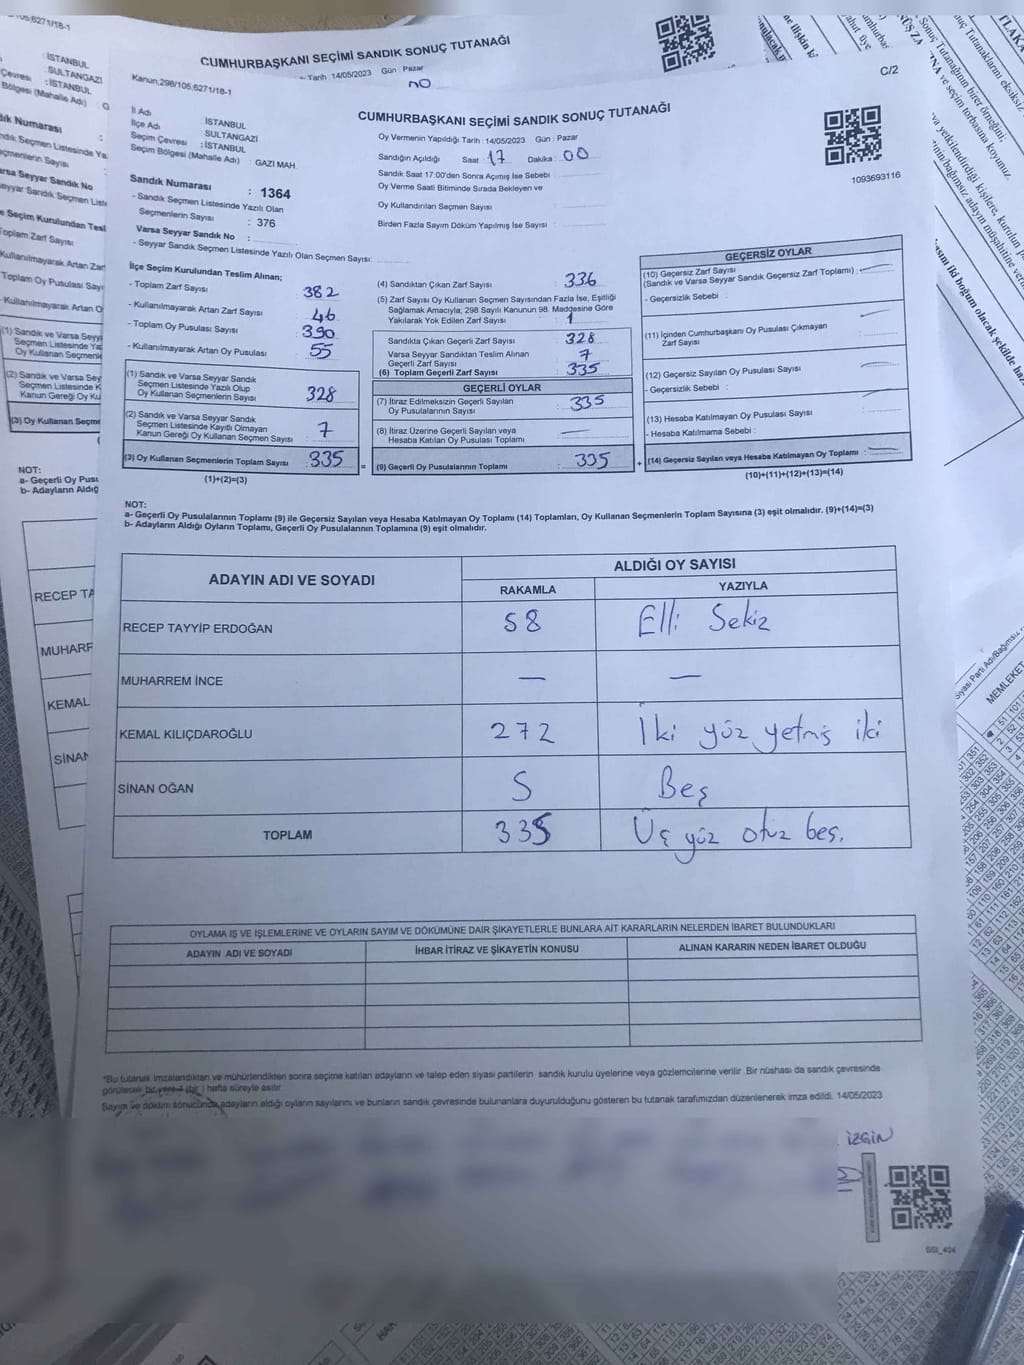 CUMHURBAŞKANI SEÇİMİ SANDIK SONUÇ TUTANAĞI
Kanun,298/105,6271/18-1
Tarih 14/05/2023 Gün : Pazar
C/2
CUMHURBAŞKANI SEÇİMİ SANDIK SONUÇ TUTANAĞI
İl Adı : İSTANBUL
İlçe Adı : SULTANGAZİ
Seçim Çevresi : İSTANBUL
Seçim Bölgesi (Mahalle Adı) : GAZI MAH.
Oy Vermenin Yapıldığı Tarih : 14/05/2023 Gün : Pazar
Sandığın Açıldığı Saat 17 Dakika : 00
Sandık Saat 17:00'den Sonra Açımış İse Sebebi
Oy Verme Saati Bitiminde Sırada Bekleyen ve
Oy Kullandırılan Seçmen Sayısı
Birden Fazla Sayım Döküm Yapılmış İse Sayısı :
1093693116
Sandık Numarası : 1364
- Sandık Seçmen Listesinde Yazılı Olan
Seçmenlerin Sayısı : 376
Varsa Seyyar Sandık No :
- Seyyar Sandık Seçmen Listesinde Yazılı Olan Seçmen Sayısı:
İlçe Seçim Kurulundan Teslim Alınan;
- Toplam Zarf Sayısı : 382
- Kullanılmayarak Artan Zarf Sayısı : 46
- Toplam Oy Pusulası Sayısı : 390
- Kullanılmayarak Artan Oy Pusulası : 55
(1) Sandık ve Varsa Seyyar Sandık
Seçmen Listesinde Yazılı Olup
Oy Kullanan Seçmenlerin Sayısı : 328
(2) Sandık ve Varsa Seyyar Sandık
Seçmen Listesinde Kayıtlı Olmayan
Kanun Gereği Oy Kullanan Seçmen Sayısı : 7
(3) Oy Kullanan Seçmenlerin Toplam Sayısı : 335
(1)+(2)=(3)
(4) Sandıktan Çıkan Zarf Sayısı : 336
(5) Zarf Sayısı Oy Kullanan Seçmen Sayısından Fazla İse, Eşitliği
Sağlamak Amacıyla, 298 Sayılı Kanunun 98. Maddesine Göre
Yakılarak Yok Edilen Zarf Sayısı : 1
Sandıkta Çıkan Geçerli Zarf Sayısı : 328
Varsa Seyyar Sandıktan Teslim Alınan
Geçerli Zarf Sayısı : 7
(6) Toplam Geçerli Zarf Sayısı : 335
GEÇERLİ OYLAR
(7) İtiraz Edilmeksizin Geçerli Sayılan
Oy Pusulalarının Sayısı : 335
(8) İtiraz Üzerine Geçerli Sayılan veya
Hesaba Katılan Oy Pusulası Toplamı : —
= (9) Geçerli Oy Pusulalarının Toplamı : 335
GEÇERSİZ OYLAR
(10) Geçersiz Zarf Sayısı
(Sandık ve Varsa Seyyar Sandık Geçersiz Zarf Toplamı) : —
- Geçersizlik Sebebi :
(11) İçinden Cumhurbaşkanı Oy Pusulası Çıkmayan
Zarf Sayısı : —
(12) Geçersiz Sayılan Oy Pusulası Sayısı : —
- Geçersizlik Sebebi :
(13) Hesaba Katılmayan Oy Pusulası Sayısı : —
- Hesaba Katılmama Sebebi :
+ (14) Geçersiz Sayılan veya Hesaba Katılmayan Oy Toplamı : —
(10)+(11)+(12)+(13)=(14)
NOT:
a- Geçerli Oy Pusulalarının Toplamı (9) ile Geçersiz Sayılan veya Hesaba Katılmayan Oy Toplamı (14) Toplamları, Oy Kullanan Seçmenlerin Toplam Sayısına (3) eşit olmalıdır. (9)+(14)=(3)
b- Adayların Aldığı Oyların Toplamı, Geçerli Oy Pusulalarının Toplamına (9) eşit olmalıdır.
ADAYIN ADI VE SOYADI ALDIĞI OY SAYISI
RAKAMLA YAZIYLA
RECEP TAYYİP ERDOĞAN 58 Elli Sekiz
MUHARREM İNCE — —
KEMAL KILIÇDAROĞLU 272 İki yüz yetmiş iki
SİNAN OĞAN 5 Beş
TOPLAM 335 Üç yüz otuz beş.
OYLAMA İŞ VE İŞLEMLERİNE VE OYLARIN SAYIM VE DÖKÜMÜNE DAİR ŞİKAYETLERLE BUNLARA AİT KARARLARIN NELERDEN İBARET BULUNDUKLARI
ADAYIN ADI VE SOYADI İHBAR İTİRAZ VE ŞİKAYETİN KONUSU ALINAN KARARIN NEDEN İBARET OLDUĞU
*Bu tutanak imzalandıktan ve mühürlendikten sonra seçime katılan adayların ve talep eden siyasi partilerin sandık kurulu üyelerine veya gözlemcilerine verilir. Bir nüshası da sandık çevresinde
görülecek bir yere 1 (bir) hafta süreyle asılır
Sayım ve döküm sonucunda adayların aldığı oyların sayılarını ve bunların sandık çevresinde bulunanlara duyurulduğunu gösteren bu tutanak tarafımızdan düzenlenerek imza edildi. 14/05/2023
İZGİN